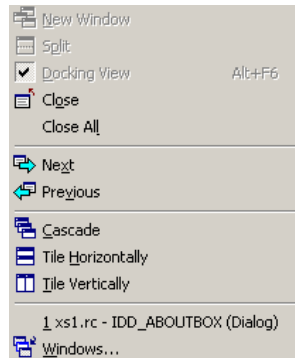 New Window
Split
Docking View Alt+F6
Close
Close All
Next
Previous
Cascade
Tile Horizontally
Tile Vertically
1 xs1.rc - IDD_ABOUTBOX (Dialog)
Windows...